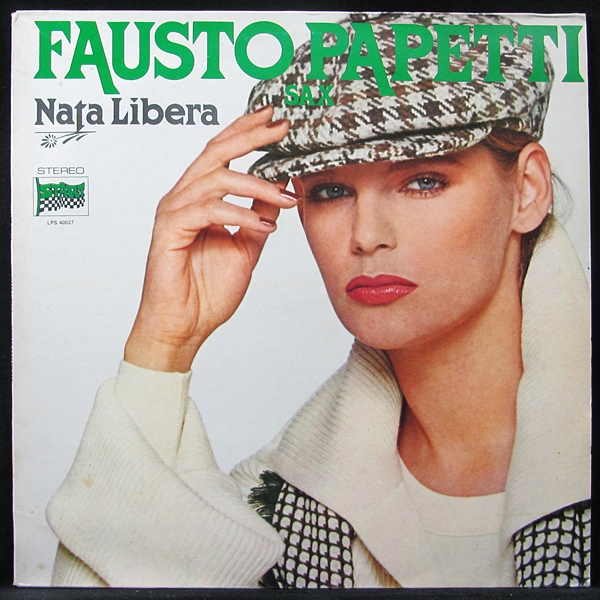 FAUSTO PAPETTI
SAX
Nata Libera
STEREO
LPS 40027